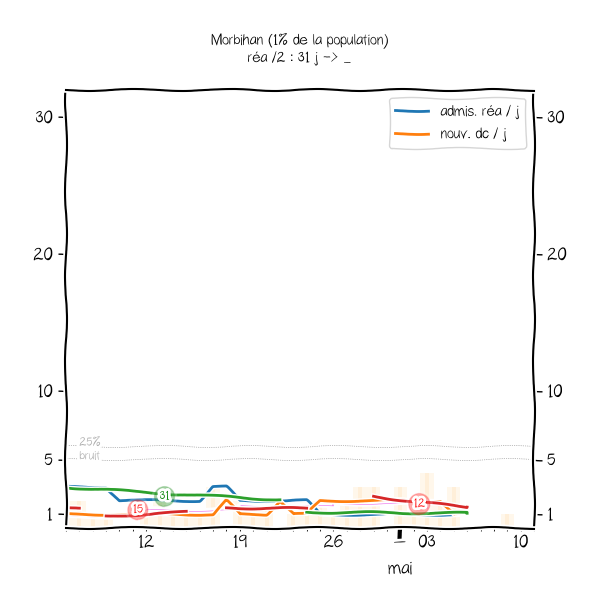 Morbihan (1% de la population)
réa /2 : 31 j -> _
admis. réa / j
nouv. dc / j
30 30
20 20
10 10
25%
bruit
5 5
31
15
12
1 1
12 19 26 03 10
mai